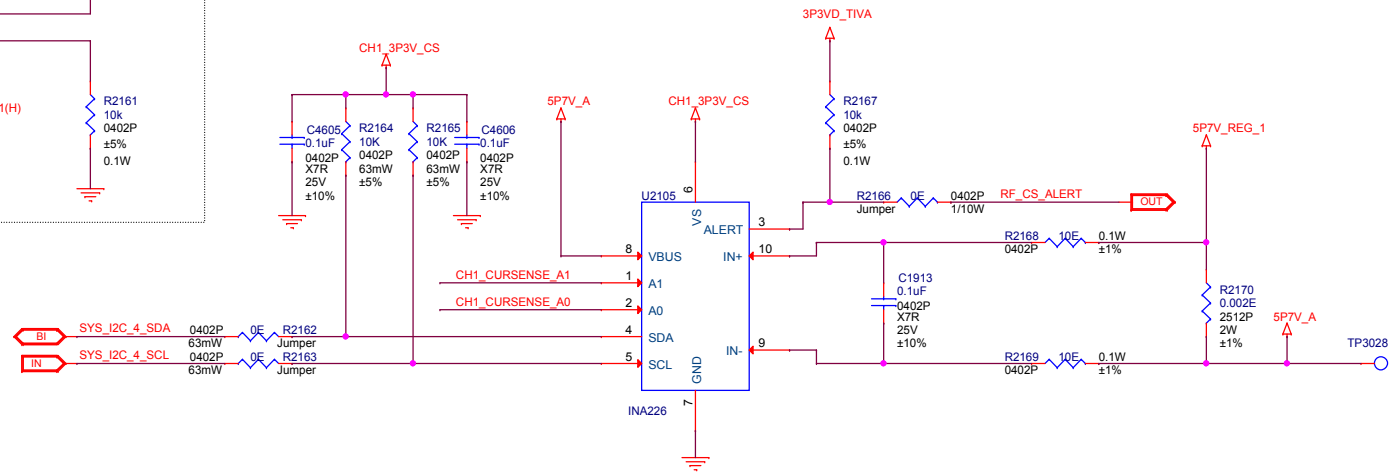 3P3VD_TIVA
CH1_3P3V_CS
1(H)
R2161
10k
0402P
±5%
0.1W
C4605
0.1uF
0402P
X7R
25V
±10%
R2164
10K
0402P
63mW
±5%
R2165
10K
0402P
63mW
±5%
C4606
0.1uF
0402P
X7R
25V
±10%
5P7V_A
CH1_3P3V_CS
R2167
10k
0402P
±5%
0.1W
5P7V_REG_1
U2105
6
VS
ALERT
3
R2166
Jumper
0E
0402P
1/10W
RF_CS_ALERT
OUT
8
VBUS
IN+
10
R2168
0402P
10E
0.1W
±1%
CH1_CURSENSE_A1
1
A1
CH1_CURSENSE_A0
2
A0
C1913
0.1uF
0402P
X7R
25V
±10%
R2170
0.002E
2512P
2W
±1%
5P7V_A
BI
SYS_I2C_4_SDA
0402P
63mW
0E
R2162
Jumper
4
SDA
IN
SYS_I2C_4_SCL
0402P
63mW
0E
R2163
Jumper
5
SCL
IN-
9
R2169
0402P
10E
0.1W
±1%
TP3028
GND
7
INA226